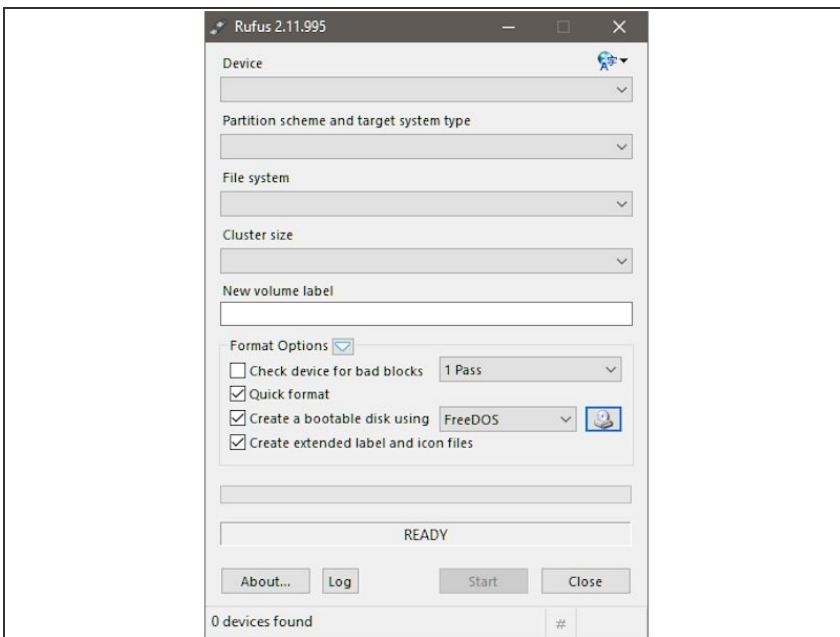 Rufus 2.11.995
Device
Partition scheme and target system type
File system
Cluster size
New volume label
Format Options
Check device for bad blocks 1 Pass
Quick format
Create a bootable disk using FreeDOS
Create extended label and icon files
READY
About... Log Start Close
0 devices found #